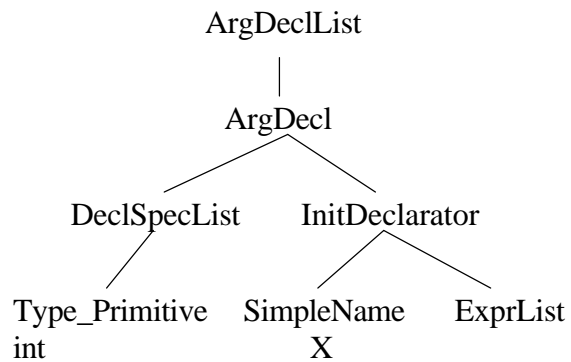 ArgDeclList
ArgDecl
DeclSpecList InitDeclarator
Type_Primitive SimpleName ExprList
int X